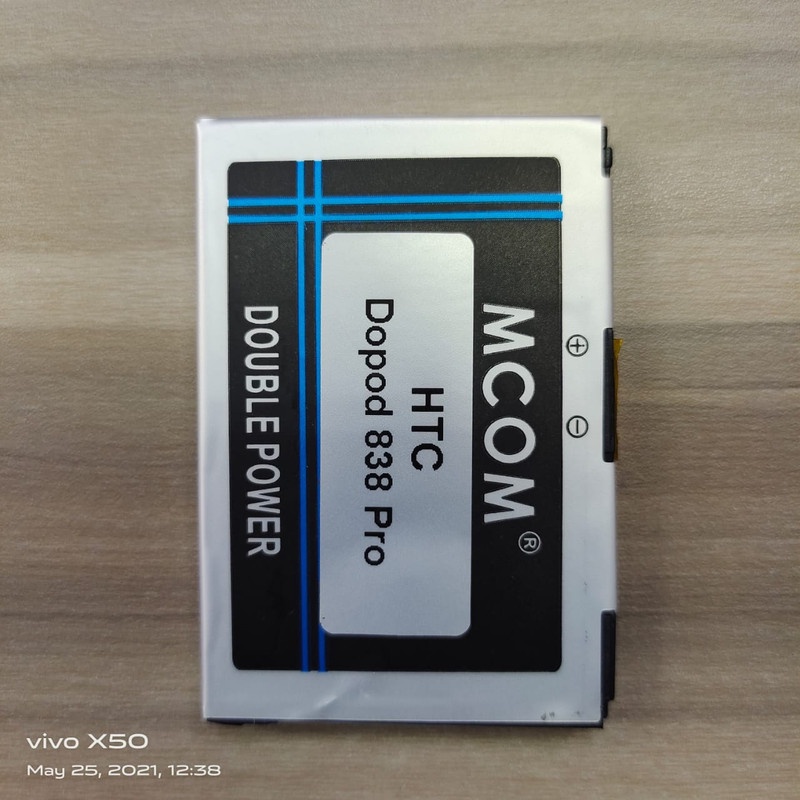 MCOM®
HTC
Dopod 838 Pro
DOUBLE POWER
⊕ ⊖
vivo X50
May 25, 2021, 12:38